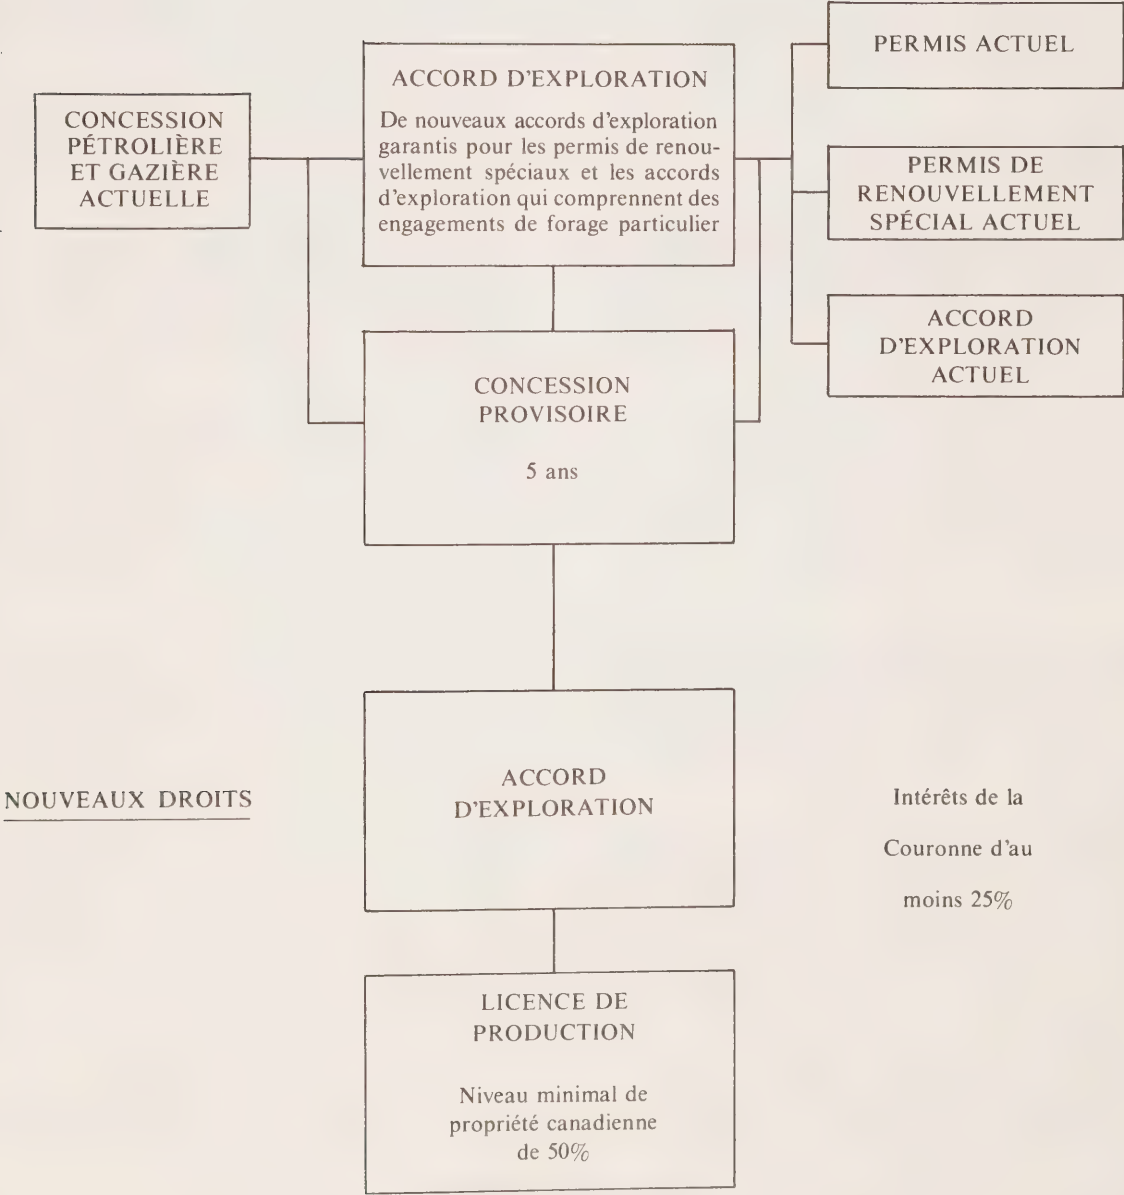 CONCESSION
PÉTROLIÈRE
ET GAZIÈRE
ACTUELLE
ACCORD D'EXPLORATION
De nouveaux accords d'exploration
garantis pour les permis de renou-
vellement spéciaux et les accords
d'exploration qui comprennent des
engagements de forage particulier
PERMIS ACTUEL
PERMIS DE
RENOUVELLEMENT
SPÉCIAL ACTUEL
ACCORD
D'EXPLORATION
ACTUEL
CONCESSION
PROVISOIRE
5 ans
NOUVEAUX DROITS
ACCORD
D'EXPLORATION
Intérêts de la
Couronne d'au
moins 25%
LICENCE DE
PRODUCTION
Niveau minimal de
propriété canadienne
de 50%